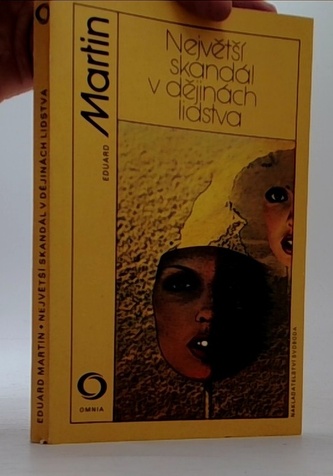 EDUARD MARTIN • NEJVĚTŠÍ SKANDÁL V DĚJINÁCH LIDSTVA
EDUARD
Martin
Největší
skandál
v dějinách
lidstva
OMNIA
NAKLADATELSTVÍ SVOBODA